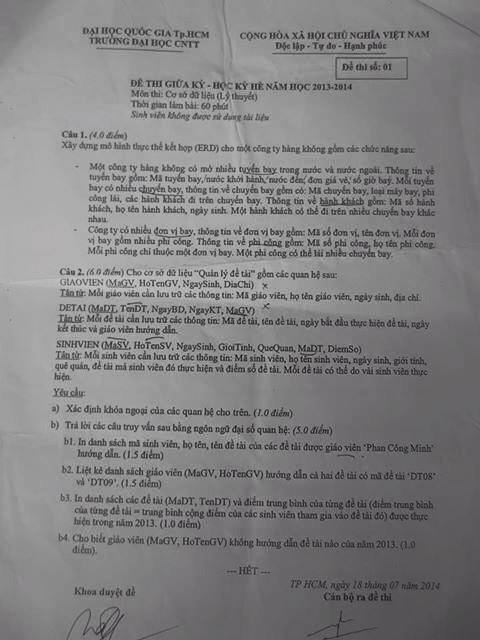 ĐẠI HỌC QUỐC GIA Tp.HCM
TRƯỜNG ĐẠI HỌC CNTT
CỘNG HÒA XÃ HỘI CHỦ NGHĨA VIỆT NAM
Độc lập - Tự do - Hạnh phúc
Đề thi số: 01
ĐỀ THI GIỮA KỲ - HỌC KỲ HÈ NĂM HỌC 2013-2014
Môn thi: Cơ sở dữ liệu (Lý thuyết)
Thời gian làm bài: 60 phút
Sinh viên không được sử dụng tài liệu
Câu 1. (4.0 điểm)
Xây dựng mô hình thực thể kết hợp (ERD) cho một công ty hàng không gồm các chức năng sau:
- Một công ty hàng không có mở nhiều tuyến bay trong nước và nước ngoài. Thông tin về
tuyến bay gồm: Mã tuyến bay, nước khởi hành, nước đến, đơn giá vé, số giờ bay. Mỗi tuyến
bay có nhiều chuyến bay, thông tin về chuyến bay gồm có: Mã chuyến bay, loại máy bay, phi
công lái, các hành khách đi trên chuyến bay. Thông tin về hành khách gồm: Mã số hành
khách, họ tên hành khách, ngày sinh. Một hành khách có thể đi trên nhiều chuyến bay khác
nhau.
- Công ty có nhiều đơn vị bay, thông tin về đơn vị bay gồm: Mã số đơn vị, tên đơn vị. Mỗi đơn
vị bay gồm nhiều phi công. Thông tin về phi công gồm: Mã số phi công, họ tên phi công.
Mỗi phi công chỉ thuộc một đơn vị bay. Một phi công có thể lái nhiều chuyến bay.
Câu 2. (6.0 điểm) Cho cơ sở dữ liệu “Quản lý đề tài” gồm các quan hệ sau:
GIAOVIEN (MaGV, HoTenGV, NgaySinh, DiaChi)
Tân từ: Mỗi giáo viên cần lưu trữ các thông tin: Mã giáo viên, họ tên giáo viên, ngày sinh, địa chỉ.
DETAI (MaDT, TenDT, NgayBD, NgayKT, MaGV)
Tân từ: Mỗi đề tài cần lưu trữ các thông tin: Mã đề tài, tên đề tài, ngày bắt đầu thực hiện đề tài, ngày
kết thúc và giáo viên hướng dẫn.
SINHVIEN (MaSV, HoTenSV, NgaySinh, GioiTinh, QueQuan, MaDT, DiemSo)
Tân từ: Mỗi sinh viên cần lưu trữ các thông tin: Mã sinh viên, họ tên sinh viên, ngày sinh, giới tính,
quê quán, đề tài mà sinh viên đó thực hiện và điểm số đề tài. Mỗi đề tài có thể do vài sinh viên thực
hiện.
Yêu cầu:
a) Xác định khóa ngoại của các quan hệ cho trên. (1.0 điểm)
b) Trả lời các câu truy vấn sau bằng ngôn ngữ đại số quan hệ: (5.0 điểm)
b1. In danh sách mã sinh viên, họ tên, tên đề tài của các đề tài được giáo viên ‘Phan Công Minh’
hướng dẫn. (1.5 điểm)
b2. Liệt kê danh sách giáo viên (MaGV, HoTenGV) hướng dẫn cả hai đề tài có mã đề tài ‘DT08’
và ‘DT09’. (1.5 điểm)
b3. In danh sách các đề tài (MaDT, TenDT) và điểm trung bình của từng đề tài (điểm trung bình
của từng đề tài = trung bình cộng điểm của các sinh viên tham gia vào đề tài đó) được thực
hiện trong năm 2013. (1.0 điểm)
b4. Cho biết giáo viên (MaGV, HoTenGV) không hướng dẫn đề tài nào của năm 2013. (1.0
điểm).
--- HẾT ---
TP HCM, ngày 18 tháng 07 năm 2014
Khoa duyệt đề
Cán bộ ra đề thi